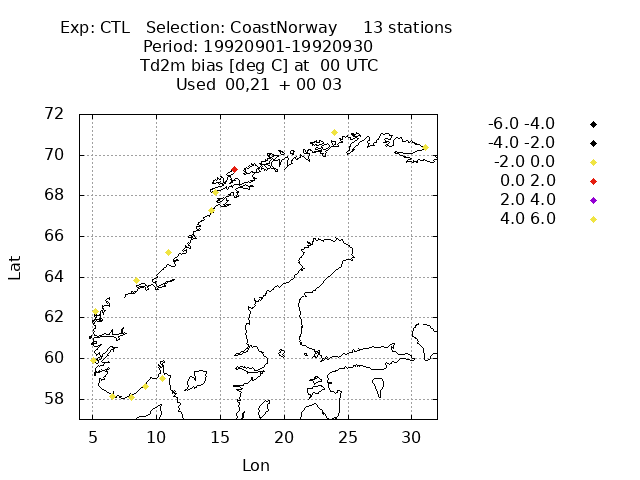 Exp: CTL   Selection: CoastNorway     13 stations
Period: 19920901-19920930
Td2m bias [deg C] at  00 UTC
Used  00,21  + 00 03
72
70
68
66
64
62
60
58
Lat
5 10 15 20 25 30
Lon
-6.0 -4.0
-4.0 -2.0
-2.0 0.0
0.0 2.0
2.0 4.0
4.0 6.0